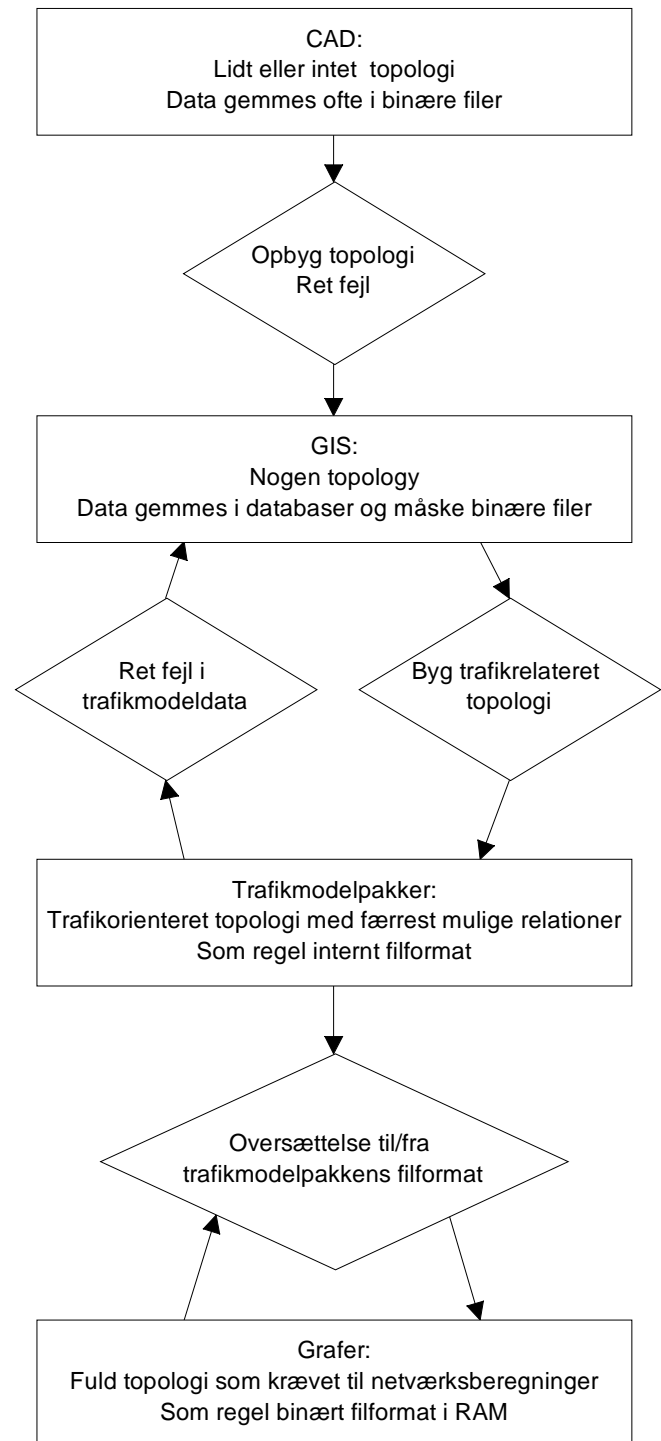 CAD:
Lidt eller intet topologi
Data gemmes ofte i binære filer
Opbyg topologi
Ret fejl
GIS:
Nogen topology
Data gemmes i databaser og måske binære filer
Ret fejl i
trafikmodeldata
Byg trafikrelateret
topologi
Trafikmodelpakker:
Trafikorienteret topologi med færrest mulige relationer
Som regel internt filformat
Oversættelse til/fra
trafikmodelpakkens filformat
Grafer:
Fuld topologi som krævet til netværksberegninger
Som regel binært filformat i RAM